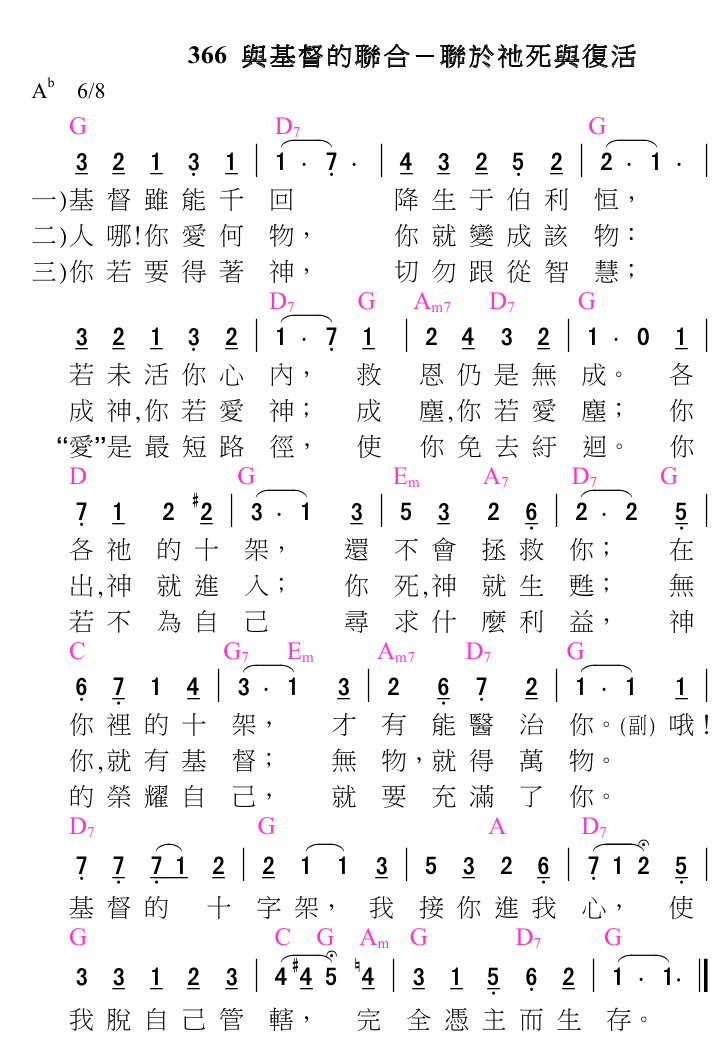 366 與基督的聯合－聯於祂死與復活
A♭ 6/8
G D7 G
3 2 1 3 1 | 1 · 7 · | 4 3 2 5 2 | 2 · 1 · |
一)基督雖能千回 降生于伯利恒，
二)人哪!你愛何物， 你就變成該物：
三)你若要得著神， 切勿跟從智慧；
D7 G Am7 D7 G
3 2 1 3 2 | 1 · 7 1 | 2 4 3 2 | 1 · 0 1 |
若未活你心內， 救恩仍是無成。 各
成神,你若愛神； 成塵,你若愛塵； 你
“愛”是最短路徑， 使你免去紆迴。 你
D G Em A7 D7 G
7 1 2 #2 | 3 · 1 3 | 5 3 2 6 | 2 · 2 5 |
各祂的十架， 還不會拯救你； 在
出,神就進入； 你死,神就生甦； 無
若不為自己 尋求什麼利益， 神
C G7 Em Am7 D7 G
6 7 1 4 | 3 · 1 3 | 2 6 7 2 | 1 · 1 1 |
你裡的十架， 才有能醫治你。(副) 哦!
你,就有基督； 無物，就得萬物。
的榮耀自己， 就要充滿了你。
D7 G A D7
7 7 7 1 2 | 2 1 1 3 | 5 3 2 6 | 7 1 2 5 |
基督的 十字架， 我接你進我心， 使
G C G Am G D7 G
3 3 1 2 3 | 4 #4 5 ♮4 | 3 1 5 6 2 | 1 · 1· ‖
我脫自己管轄， 完全憑主而生存。